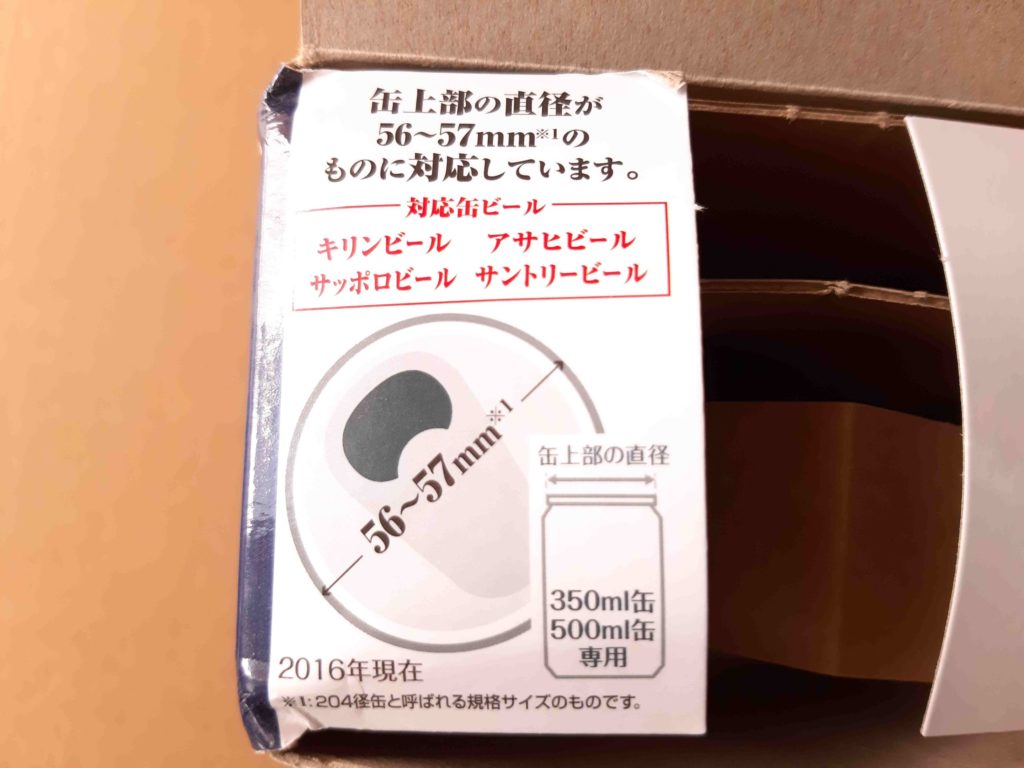 缶上部の直径が
56〜57mm※1の
ものに対応しています。
対応缶ビール
キリンビール アサヒビール
サッポロビール サントリービール
56〜57mm※1
缶上部の直径
350ml缶
500ml缶
専用
2016年現在
※1:204径缶と呼ばれる規格サイズのものです。